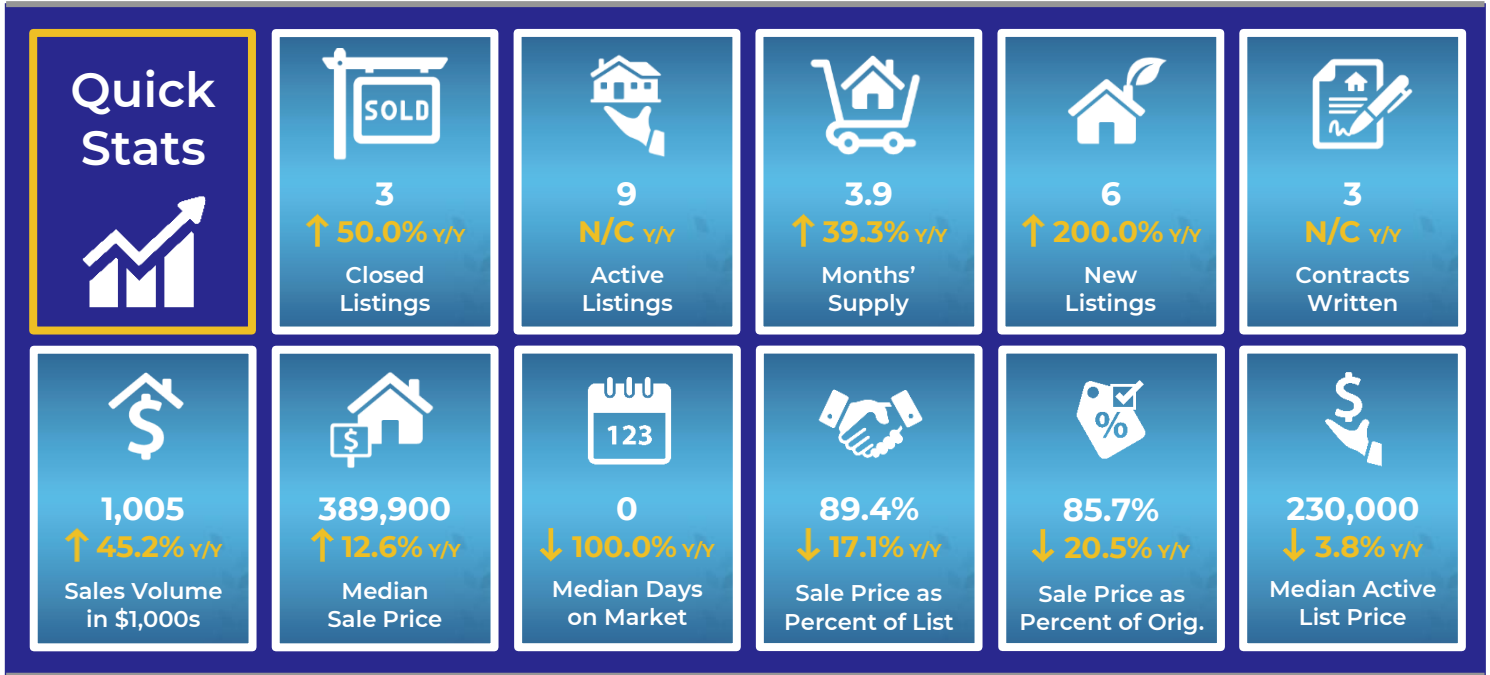 Quick
Stats
SOLD
3
↑ 50.0% Y/Y
Closed
Listings
9
N/C Y/Y
Active
Listings
3.9
↑ 39.3% Y/Y
Months’
Supply
6
↑ 200.0% Y/Y
New
Listings
3
N/C Y/Y
Contracts
Written
$
1,005
↑ 45.2% Y/Y
Sales Volume
in $1,000s
$
389,900
↑ 12.6% Y/Y
Median
Sale Price
123
0
↓ 100.0% Y/Y
Median Days
on Market
89.4%
↓ 17.1% Y/Y
Sale Price as
Percent of List
%
85.7%
↓ 20.5% Y/Y
Sale Price as
Percent of Orig.
$
230,000
↓ 3.8% Y/Y
Median Active
List Price